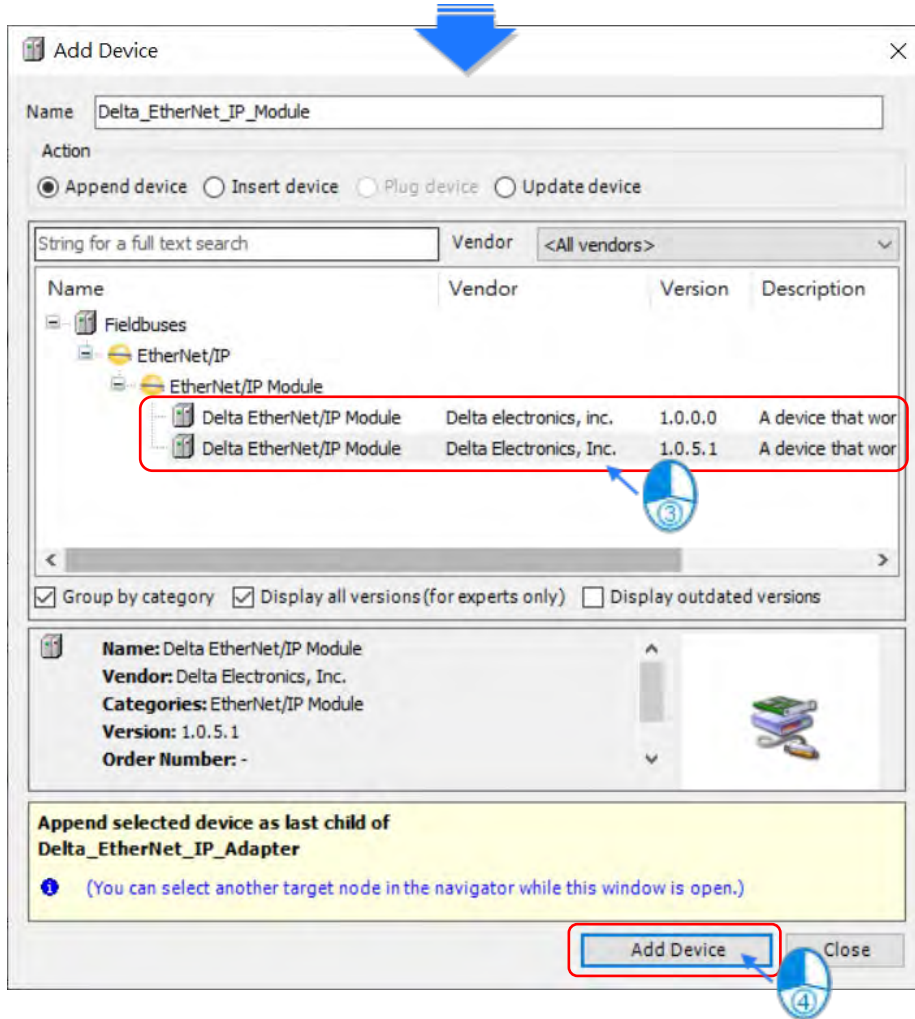 Add Device
Name Delta_EtherNet_IP_Module
Action
Append device Insert device Plug device Update device
String for a full text search Vendor <All vendors>
Name Vendor Version Description
Fieldbuses
EtherNet/IP
EtherNet/IP Module
Delta EtherNet/IP Module Delta electronics, inc. 1.0.0.0 A device that wor
Delta EtherNet/IP Module Delta Electronics, Inc. 1.0.5.1 A device that wor
③
Group by category Display all versions (for experts only) Display outdated versions
Name: Delta EtherNet/IP Module
Vendor: Delta Electronics, Inc.
Categories: EtherNet/IP Module
Version: 1.0.5.1
Order Number: -
Append selected device as last child of
Delta_EtherNet_IP_Adapter
(You can select another target node in the navigator while this window is open.)
Add Device Close
④